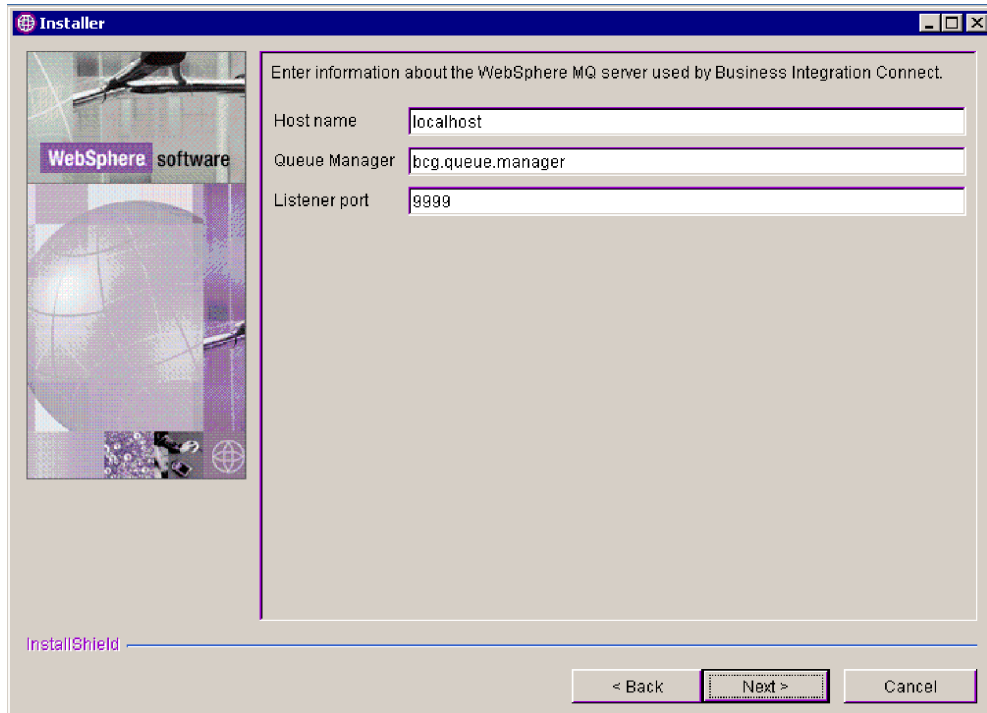 Installer
WebSphere software
Enter information about the WebSphere MQ server used by Business Integration Connect.
Host name localhost
Queue Manager bcg.queue.manager
Listener port 9999
InstallShield
< Back Next > Cancel